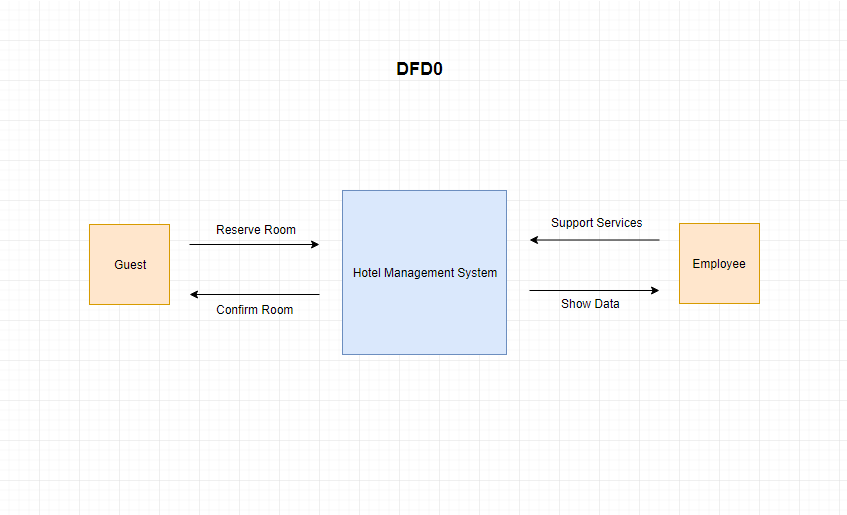 DFD0
Reserve Room
Support Services
Guest
Hotel Management System
Employee
Confirm Room
Show Data